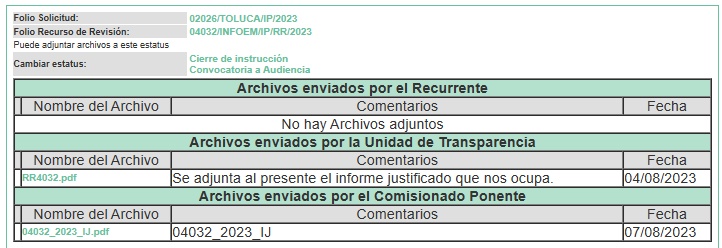 Folio Solicitud: 02026/TOLUCA/IP/2023
Folio Recurso de Revisión: 04032/INFOEM/IP/RR/2023
Puede adjuntar archivos a este estatus
Cambiar estatus: Cierre de instrucción
Convocatoria a Audiencia
Archivos enviados por el Recurrente
Nombre del Archivo Comentarios Fecha
No hay Archivos adjuntos
Archivos enviados por la Unidad de Transparencia
Nombre del Archivo Comentarios Fecha
RR4032.pdf Se adjunta al presente el informe justificado que nos ocupa. 04/08/2023
Archivos enviados por el Comisionado Ponente
Nombre del Archivo Comentarios Fecha
04032_2023_IJ.pdf 04032_2023_IJ 07/08/2023